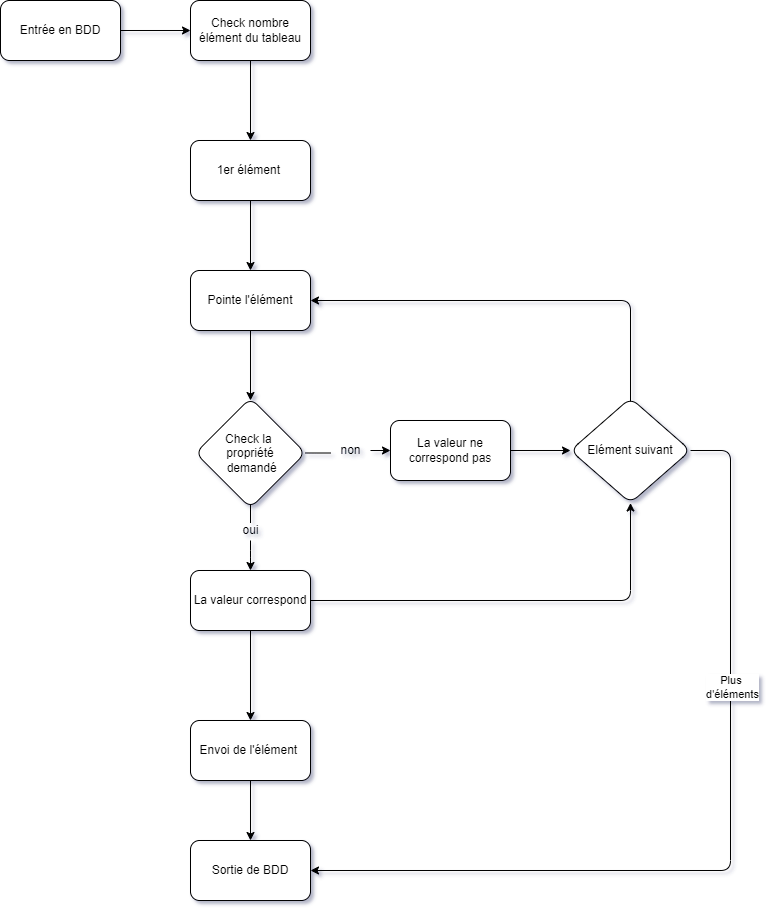 Entrée en BDD
Check nombre
élément du tableau
1er élément
Pointe l'élément
Check la
propriété
demandé
non
La valeur ne
correspond pas
Elément suivant
oui
La valeur correspond
Plus
d'éléments
Envoi de l'élément
Sortie de BDD